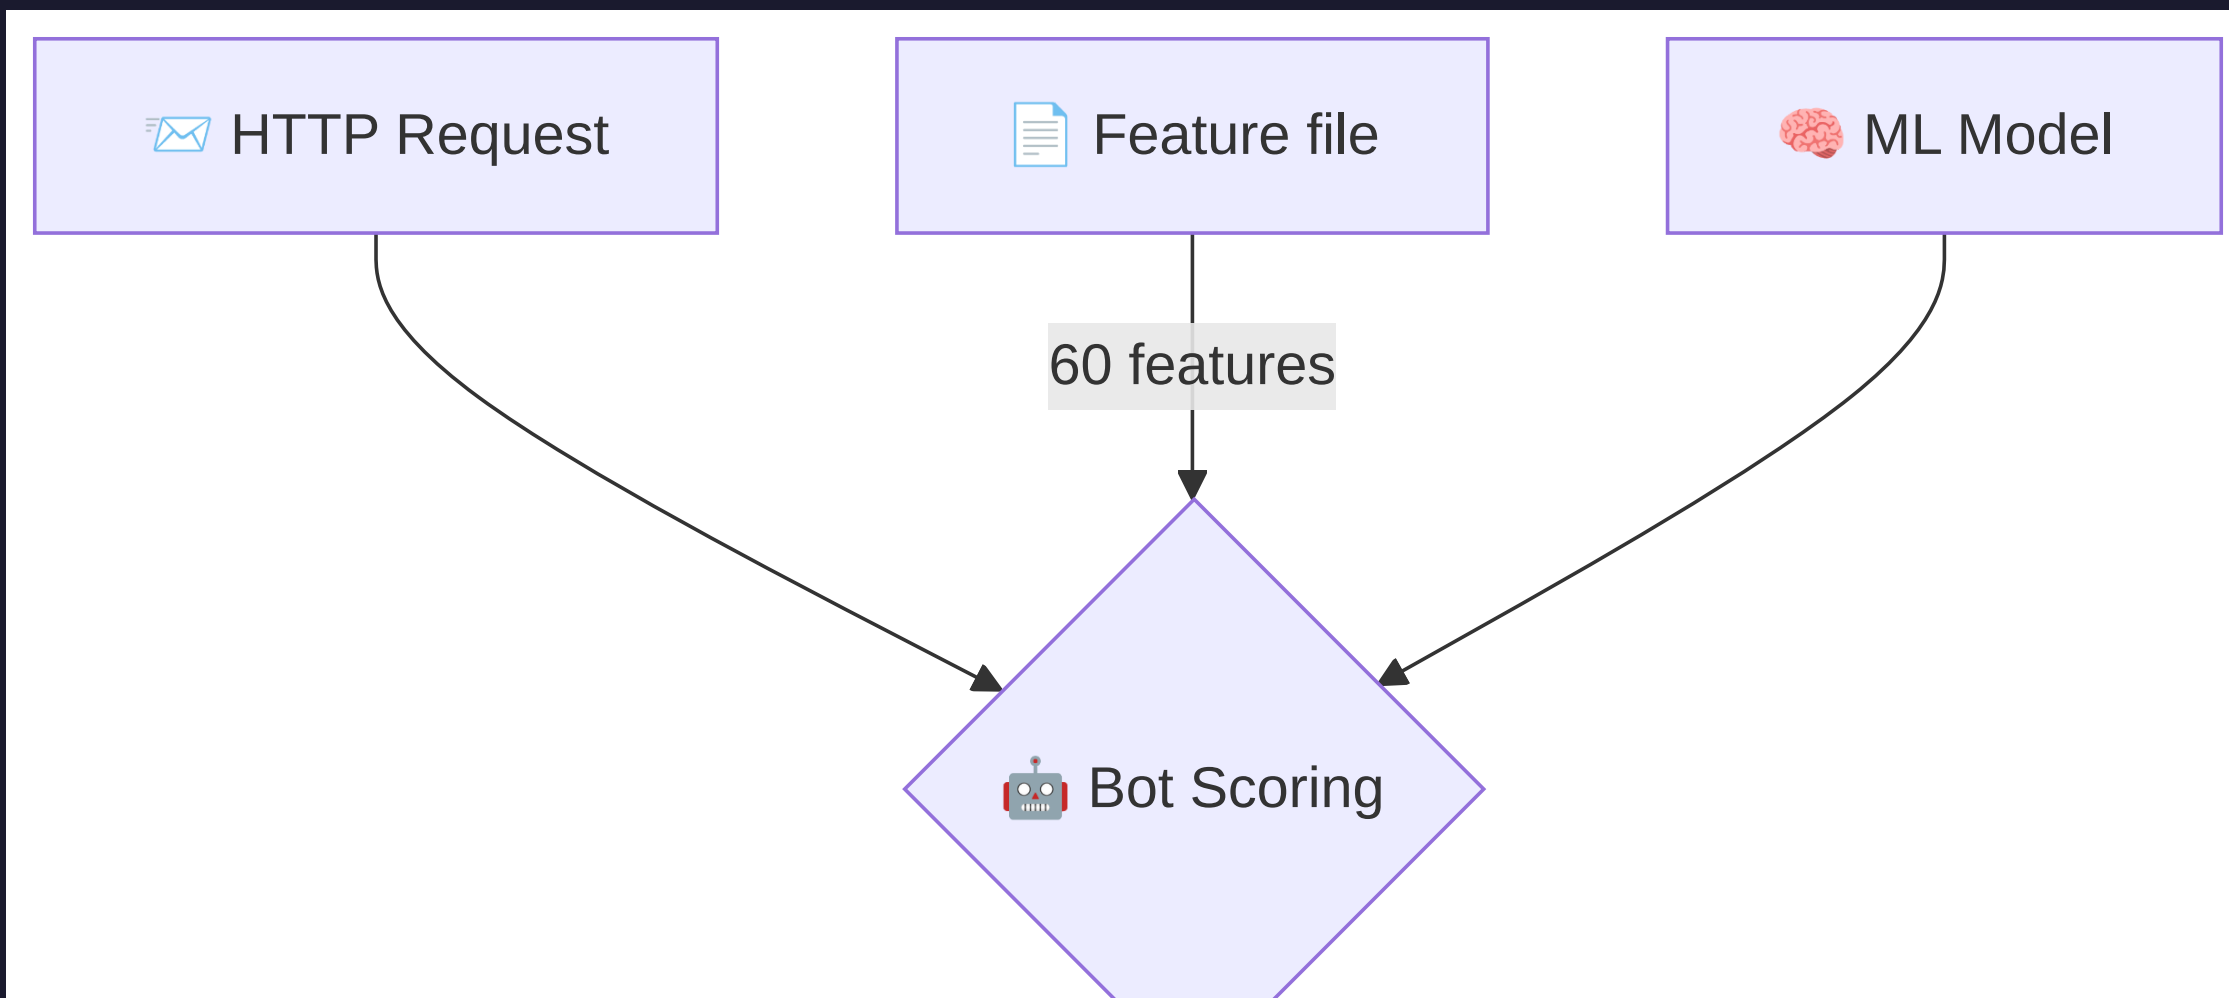 HTTP Request
Feature file
ML Model
60 features
Bot Scoring